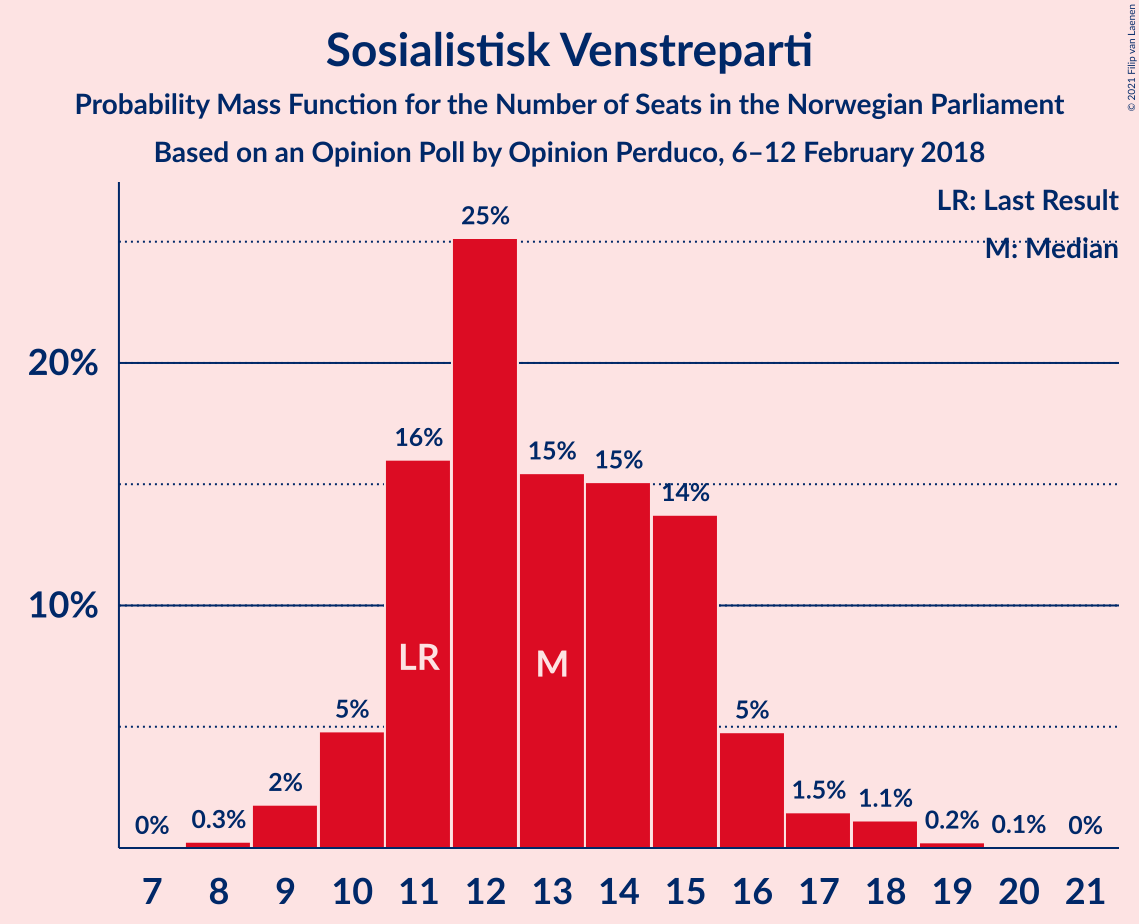 Sosialistisk Venstreparti
Probability Mass Function for the Number of Seats in the Norwegian Parliament
Based on an Opinion Poll by Opinion Perduco, 6–12 February 2018
© 2021 Filip van Laenen
LR: Last Result
M: Median
25%
20%
16%
15%
15%
14%
10%
LR
M
5%
5%
2%
1.5%
1.1%
0%
0.3%
0.2%
0.1%
0%
7 8 9 10 11 12 13 14 15 16 17 18 19 20 21